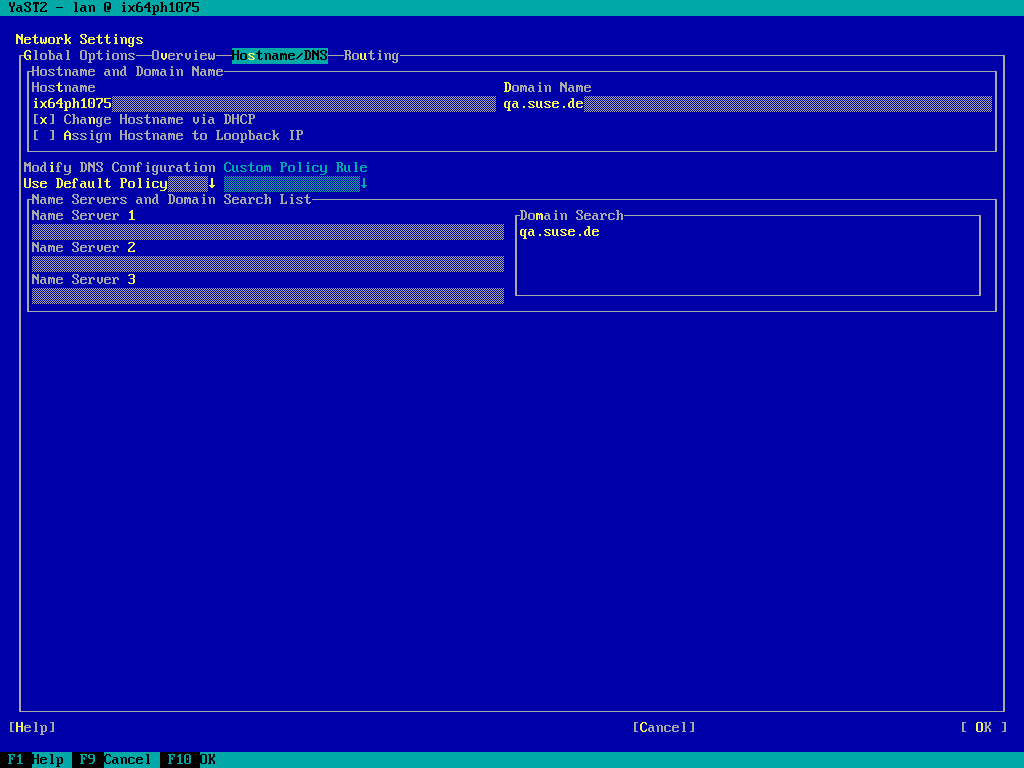 YaST2 - lan @ ix64ph1075
Network Settings
Global Options Overview Hostname/DNS Routing
Hostname and Domain Name
Hostname Domain Name
ix64ph1075 qa.suse.de
[x] Change Hostname via DHCP
[ ] Assign Hostname to Loopback IP
Modify DNS Configuration Custom Policy Rule
Use Default Policy↓ ↓
Name Servers and Domain Search List
Name Server 1 Domain Search
qa.suse.de
Name Server 2
Name Server 3
[Help] [Cancel] [ OK ]
F1 Help F9 Cancel F10 OK